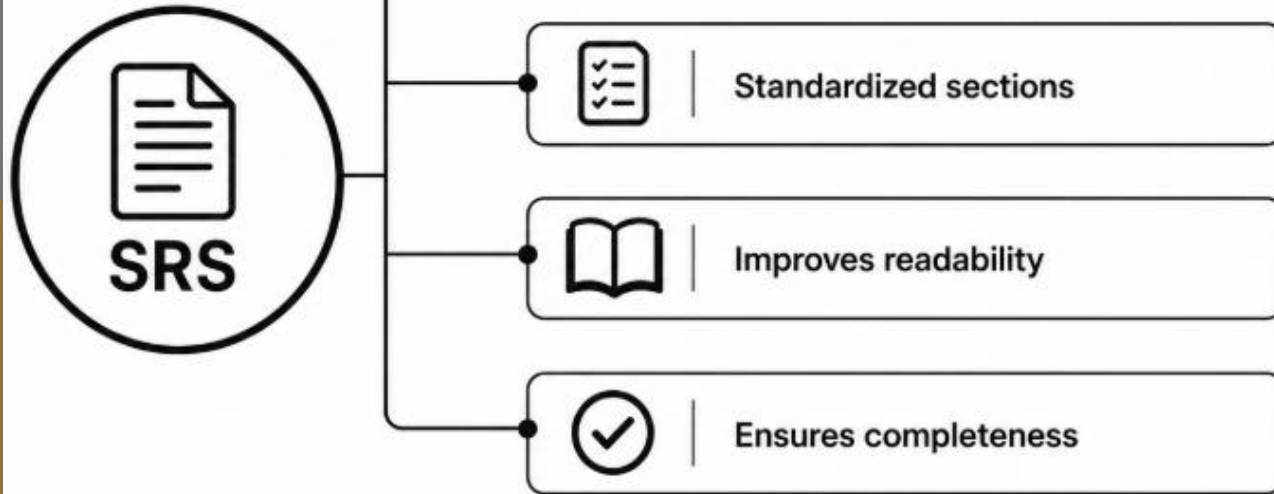 SRS
Standardized sections
Improves readability
Ensures completeness